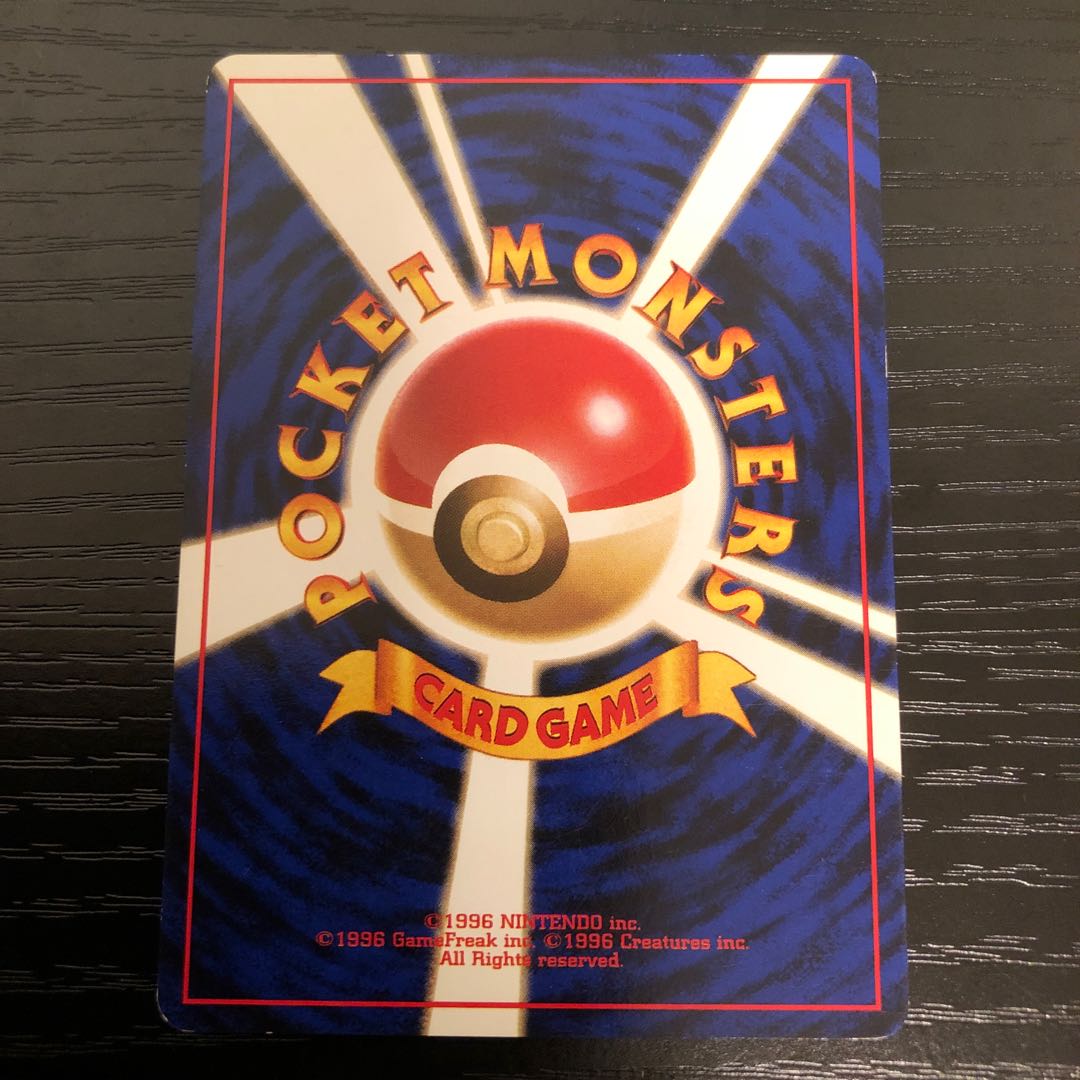 POCKET MONSTERS
CARD GAME
©1996 NINTENDO inc.
©1996 GameFreak inc. ©1996 Creatures inc.
All Rights reserved.